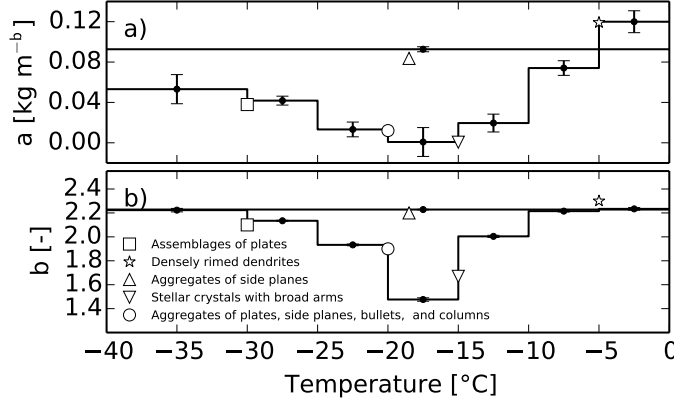 a)
0.12
0.08
0.04
0.00
a [kg m⁻ᵇ]
b)
2.4
2.2
2.0
1.8
1.6
1.4
b [-]
Assemblages of plates
Densely rimed dendrites
Aggregates of side planes
Stellar crystals with broad arms
Aggregates of plates, side planes, bullets, and columns
−40 −35 −30 −25 −20 −15 −10 −5 0
Temperature [°C]